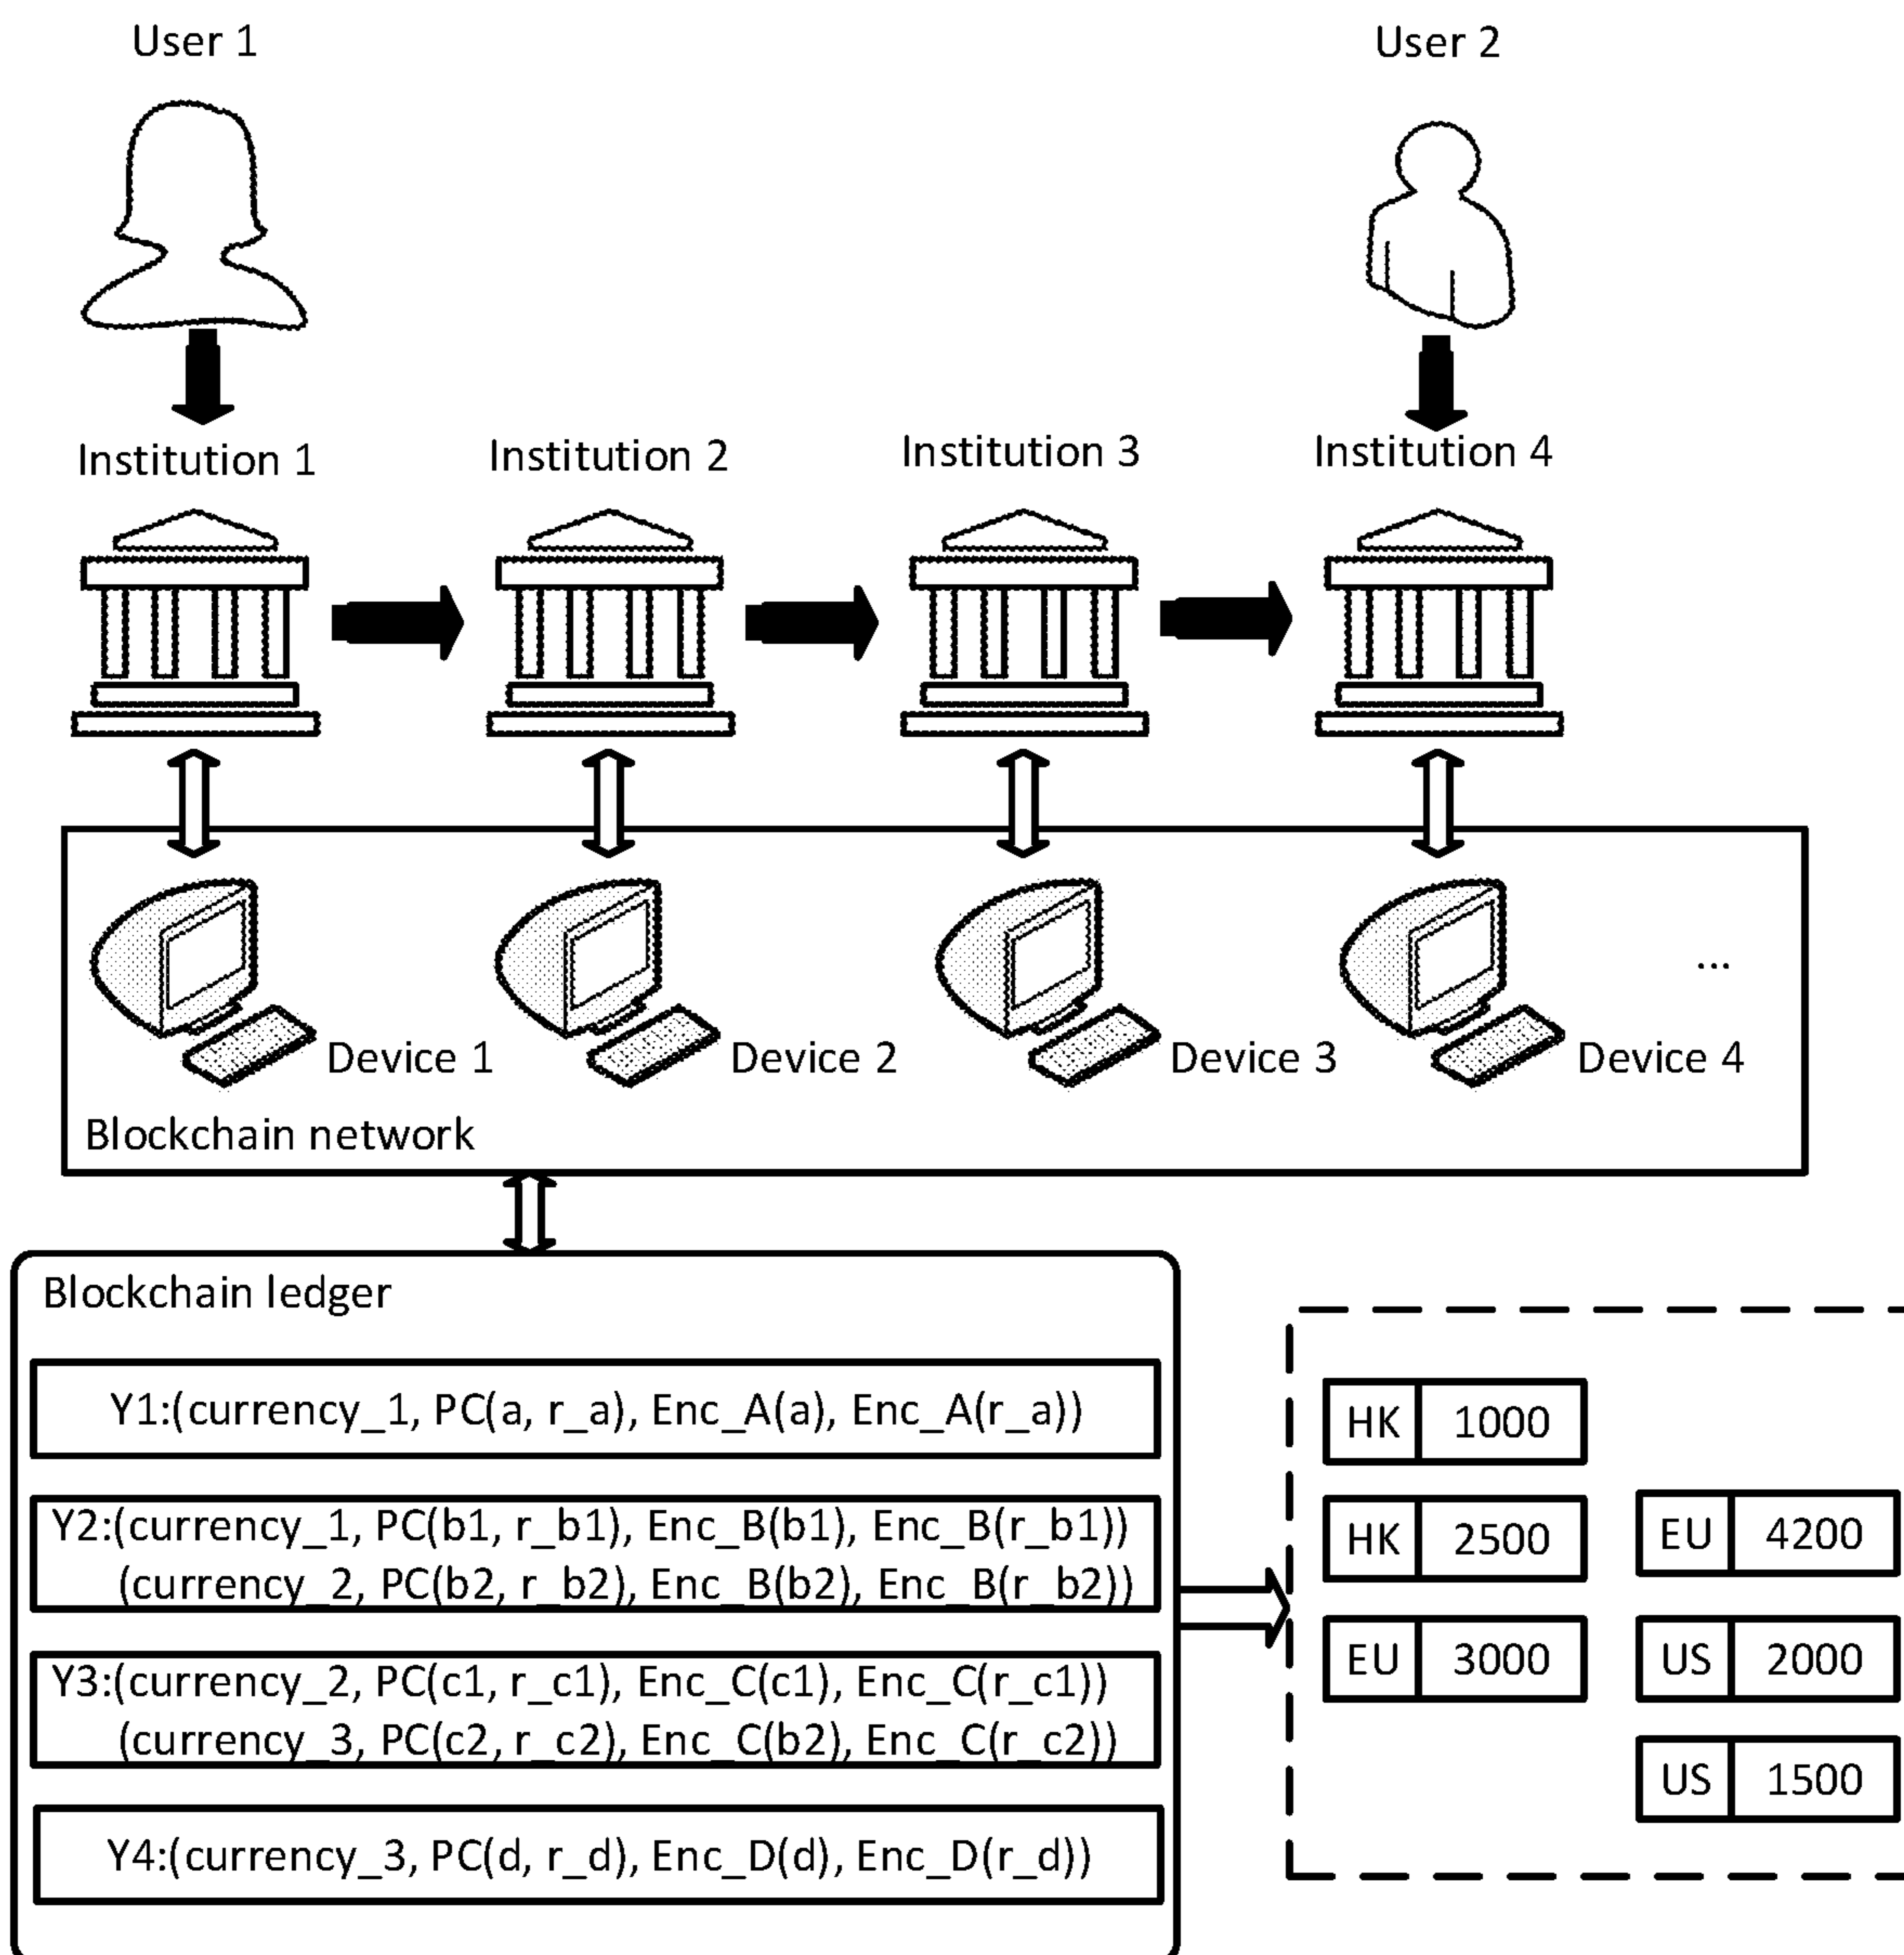 User 1
User 2
Institution 1
Institution 2
Institution 3
Institution 4
Device 1
Device 2
Device 3
Device 4
...
Blockchain network
Blockchain ledger
Y1:(currency_1, PC(a, r_a), Enc_A(a), Enc_A(r_a))
Y2:(currency_1, PC(b1, r_b1), Enc_B(b1), Enc_B(r_b1))
(currency_2, PC(b2, r_b2), Enc_B(b2), Enc_B(r_b2))
Y3:(currency_2, PC(c1, r_c1), Enc_C(c1), Enc_C(r_c1))
(currency_3, PC(c2, r_c2), Enc_C(b2), Enc_C(r_c2))
Y4:(currency_3, PC(d, r_d), Enc_D(d), Enc_D(r_d))
HK 1000
HK 2500
EU 4200
EU 3000
US 2000
US 1500